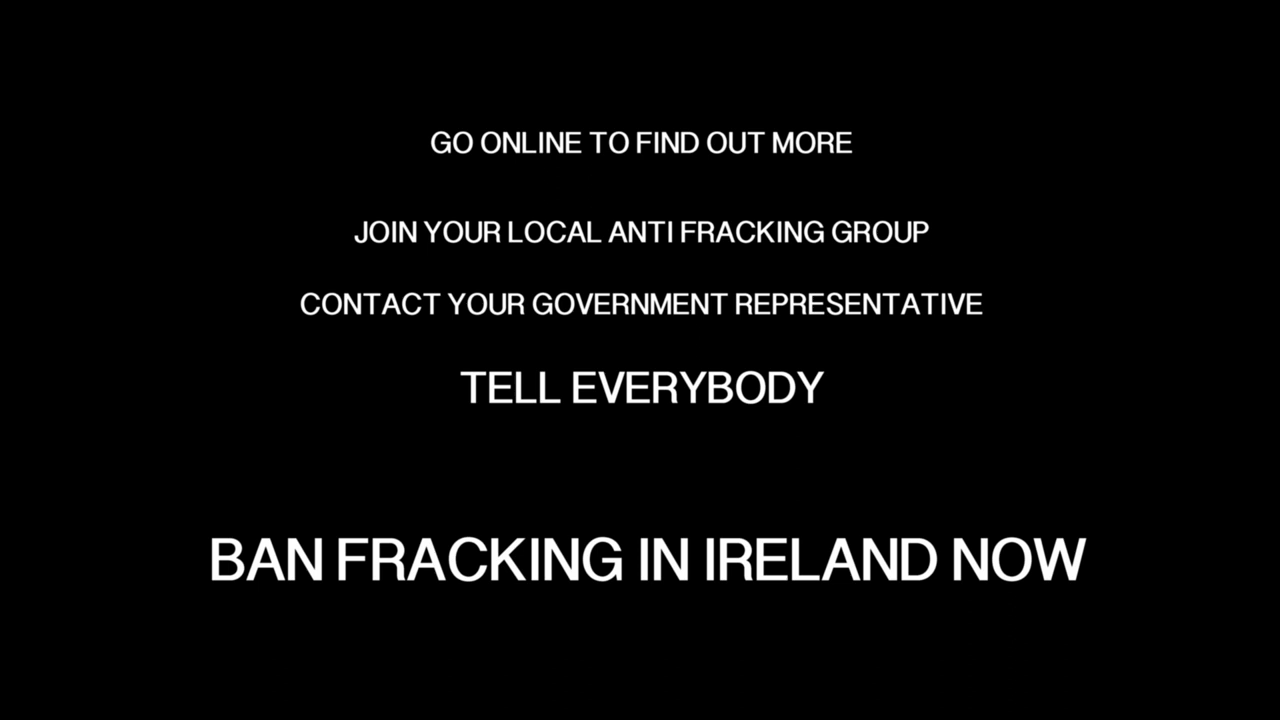 GO ONLINE TO FIND OUT MORE
JOIN YOUR LOCAL ANTI FRACKING GROUP
CONTACT YOUR GOVERNMENT REPRESENTATIVE
TELL EVERYBODY
BAN FRACKING IN IRELAND NOW